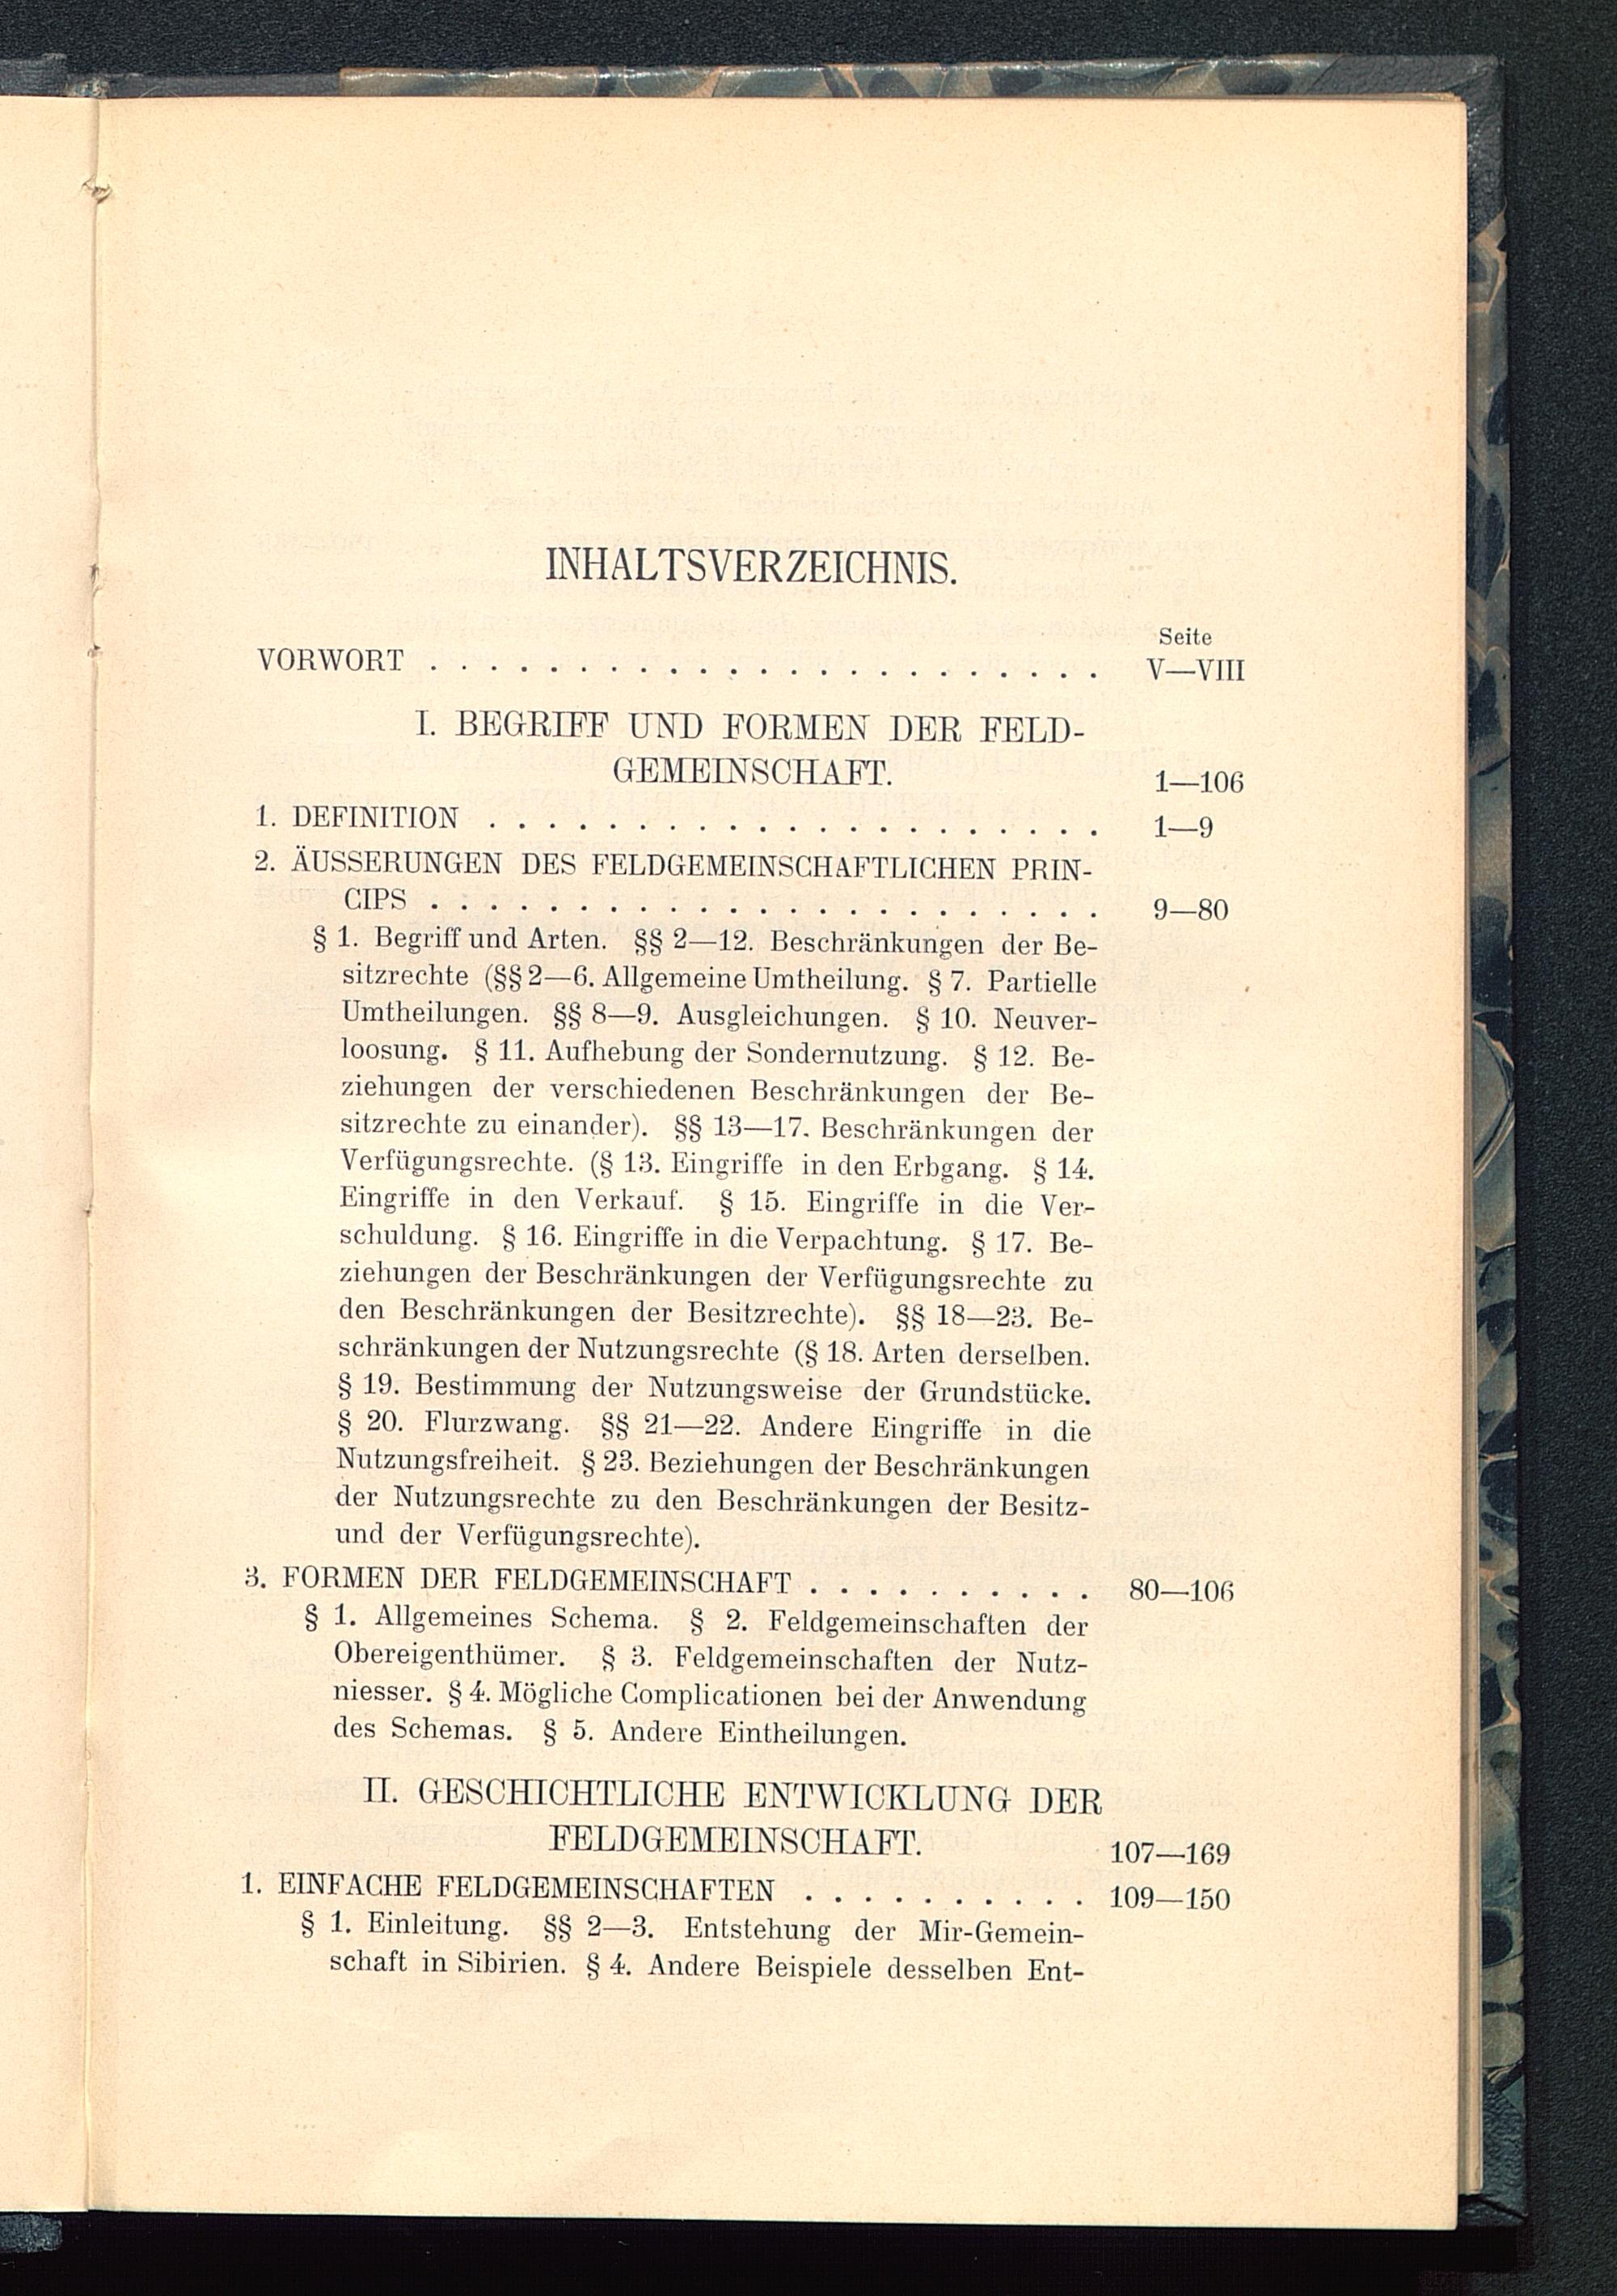 INHALTSVERZEICHNIS.
Seite
VORWORT . . . . . . . . . . . . . . . . . . . . . . . V—VIII
I. BEGRIFF UND FORMEN DER FELD-
GEMEINSCHAFT. 1—106
1. DEFINITION . . . . . . . . . . . . . . . . . . . . . 1—9
2. ÄUSSERUNGEN DES FELDGEMEINSCHAFTLICHEN PRIN-
CIPS . . . . . . . . . . . . . . . . . . . . . . . 9—80
§ 1. Begriff und Arten. §§ 2—12. Beschränkungen der Be-
sitzrechte (§§ 2—6. Allgemeine Umtheilung. § 7. Partielle
Umtheilungen. §§ 8—9. Ausgleichungen. § 10. Neuver-
loosung. § 11. Aufhebung der Sondernutzung. § 12. Be-
ziehungen der verschiedenen Beschränkungen der Be-
sitzrechte zu einander). §§ 13—17. Beschränkungen der
Verfügungsrechte. (§ 13. Eingriffe in den Erbgang. § 14.
Eingriffe in den Verkauf. § 15. Eingriffe in die Ver-
schuldung. § 16. Eingriffe in die Verpachtung. § 17. Be-
ziehungen der Beschränkungen der Verfügungsrechte zu
den Beschränkungen der Besitzrechte). §§ 18—23. Be-
schränkungen der Nutzungsrechte (§ 18. Arten derselben.
§ 19. Bestimmung der Nutzungsweise der Grundstücke.
§ 20. Flurzwang. §§ 21—22. Andere Eingriffe in die
Nutzungsfreiheit. § 23. Beziehungen der Beschränkungen
der Nutzungsrechte zu den Beschränkungen der Besitz-
und der Verfügungsrechte).
3. FORMEN DER FELDGEMEINSCHAFT . . . . . . . . . . 80—106
§ 1. Allgemeines Schema. § 2. Feldgemeinschaften der
Obereigenthümer. § 3. Feldgemeinschaften der Nutz-
niesser. § 4. Mögliche Complicationen bei der Anwendung
des Schemas. § 5. Andere Eintheilungen.
II. GESCHICHTLICHE ENTWICKLUNG DER
FELDGEMEINSCHAFT. 107—169
1. EINFACHE FELDGEMEINSCHAFTEN . . . . . . . . . . 109—150
§ 1. Einleitung. §§ 2—3. Entstehung der Mir-Gemein-
schaft in Sibirien. § 4. Andere Beispiele desselben Ent-